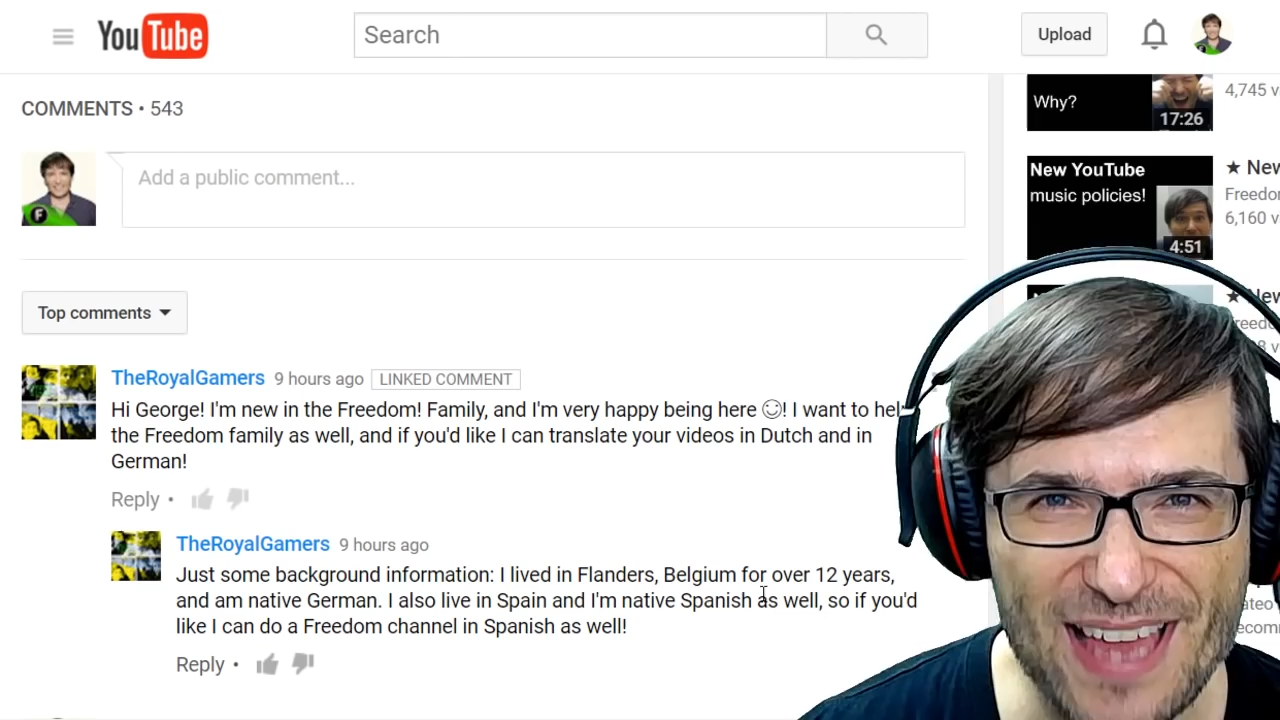 YouTube
Search
Upload
COMMENTS • 543
Add a public comment...
Top comments
TheRoyalGamers 9 hours ago LINKED COMMENT
Hi George! I'm new in the Freedom! Family, and I'm very happy being here ☺! I want to hel
the Freedom family as well, and if you'd like I can translate your videos in Dutch and in
German!
Reply •
TheRoyalGamers 9 hours ago
Just some background information: I lived in Flanders, Belgium for over 12 years,
and am native German. I also live in Spain and I'm native Spanish as well, so if you'd
like I can do a Freedom channel in Spanish as well!
Reply •
Why?
17:26
4,745 v
New YouTube
music policies!
4:51
★ New
Freedo
6,160 v
★ New
F